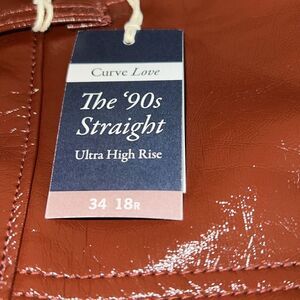 Curve Love
The ‘90s
Straight
Ultra High Rise
34 18R